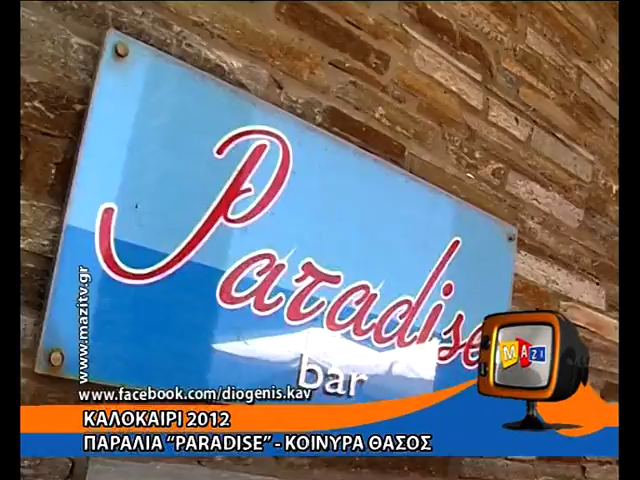 Paradise
bar
www.mazitv.gr
MAZI
www.facebook.com/diogenis.kav
ΚΑΛΟΚΑΙΡΙ 2012
ΠΑΡΑΛΙΑ "PARADISE" - ΚΟΙΝΥΡΑ ΘΑΣΟΣ